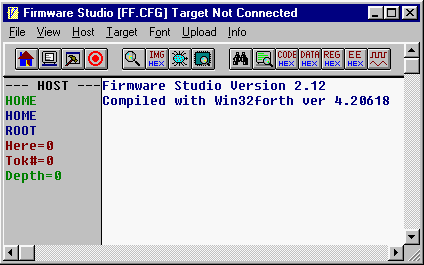 Firmware Studio [FF.CFG] Target Not Connected
File View Host Target Font Upload Info
IMG HEX CODE HEX DATA HEX REG HEX EE HEX
--- HOST ---
HOME
HOME
ROOT
Here=0
Tok#=0
Depth=0
Firmware Studio Version 2.12
Compiled with Win32forth ver 4.20618